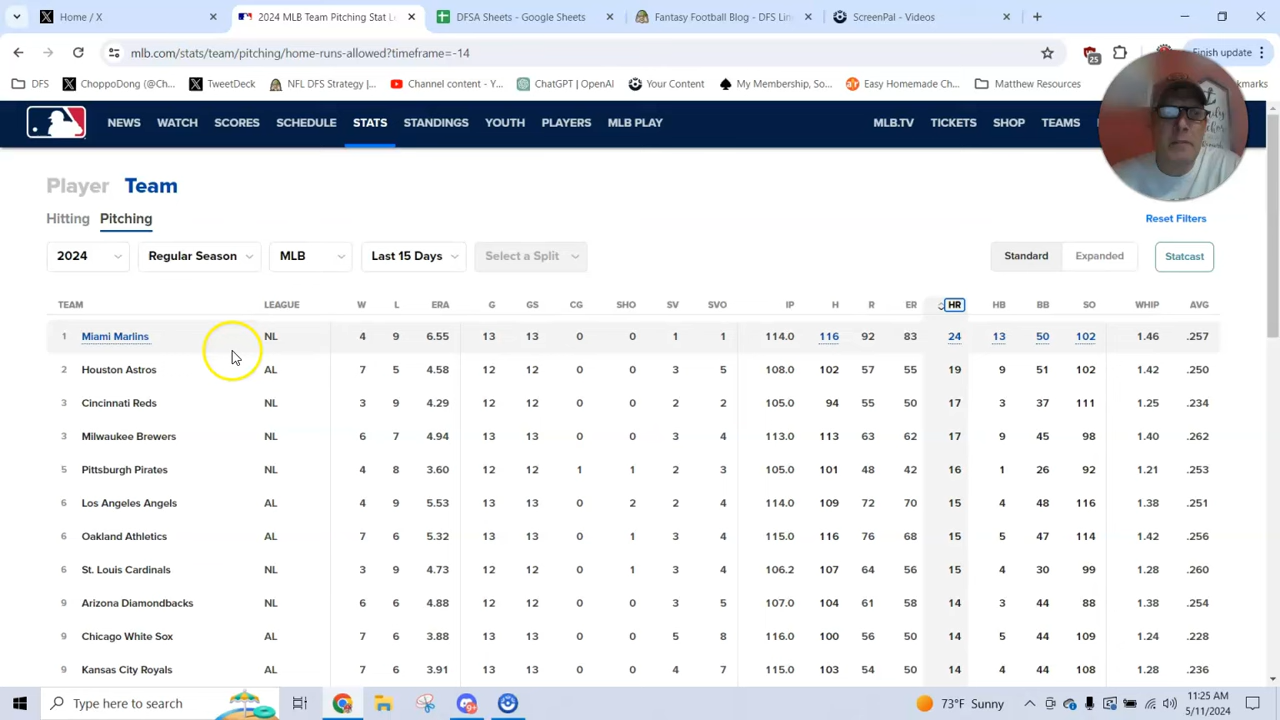 Home / X
2024 MLB Team Pitching Stat L
DFSA Sheets - Google Sheets
Fantasy Football Blog - DFS Lin
ScreenPal - Videos
mlb.com/stats/team/pitching/home-runs-allowed?timeframe=-14
25
Finish update
DFS
ChoppoDong (@Ch...
TweetDeck
NFL DFS Strategy |...
Channel content - Y...
ChatGPT | OpenAI
Your Content
My Membership, So...
Easy Homemade Ch...
Matthew Resources
NEWS WATCH SCORES SCHEDULE STATS STANDINGS YOUTH PLAYERS MLB PLAY
MLB.TV TICKETS SHOP TEAMS
Player Team
Hitting Pitching
Reset Filters
2024 Regular Season MLB Last 15 Days Select a Split
Standard Expanded Statcast
TEAM LEAGUE W L ERA G GS CG SHO SV SVO IP H R ER HR HB BB SO WHIP AVG
1 Miami Marlins NL 4 9 6.55 13 13 0 0 1 1 114.0 116 92 83 24 13 50 102 1.46 .257
2 Houston Astros AL 7 5 4.58 12 12 0 0 3 5 108.0 102 57 55 19 9 51 102 1.42 .250
3 Cincinnati Reds NL 3 9 4.29 12 12 0 0 2 2 105.0 94 55 50 17 3 37 111 1.25 .234
3 Milwaukee Brewers NL 6 7 4.94 13 13 0 0 3 4 113.0 113 63 62 17 9 45 98 1.40 .262
5 Pittsburgh Pirates NL 4 8 3.60 12 12 1 1 2 3 105.0 101 48 42 16 1 26 92 1.21 .253
6 Los Angeles Angels AL 4 9 5.53 13 13 0 2 2 4 114.0 109 72 70 15 4 48 116 1.38 .251
6 Oakland Athletics AL 7 6 5.32 13 13 0 1 3 4 115.0 116 76 68 15 5 47 114 1.42 .256
6 St. Louis Cardinals NL 3 9 4.73 12 12 0 1 3 4 106.2 107 64 56 15 4 30 99 1.28 .260
9 Arizona Diamondbacks NL 6 6 4.88 12 12 0 0 3 5 107.0 104 61 58 14 3 44 88 1.38 .254
9 Chicago White Sox AL 7 6 3.88 13 13 0 0 5 8 116.0 100 56 50 14 5 44 109 1.24 .228
9 Kansas City Royals AL 7 6 3.91 13 13 0 0 4 7 115.0 103 54 50 14 4 44 108 1.28 .236
Type here to search
73°F Sunny
11:25 AM
5/11/2024